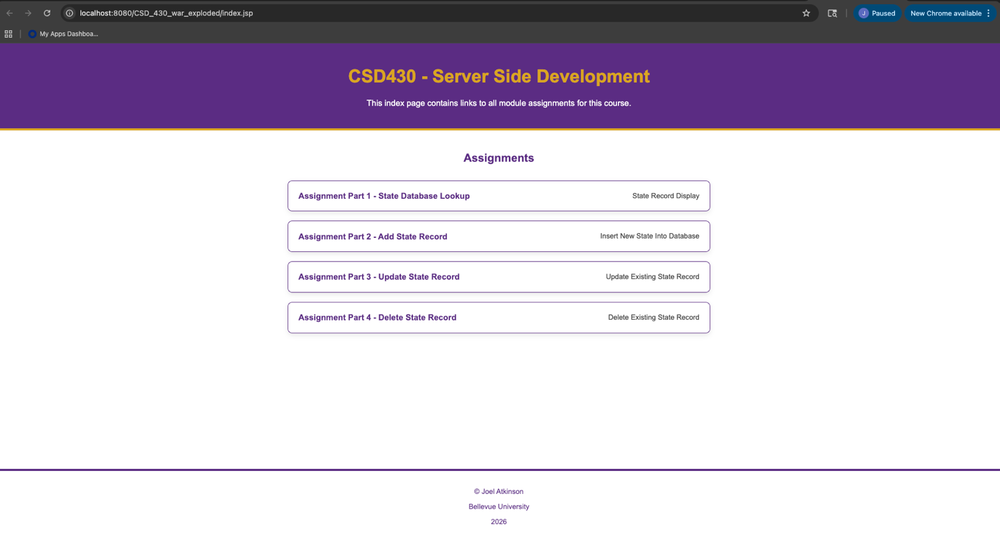 localhost:8080/CSD_430_war_exploded/index.jsp
J Paused
New Chrome available
My Apps Dashboa...
CSD430 - Server Side Development
This index page contains links to all module assignments for this course.
Assignments
Assignment Part 1 - State Database Lookup State Record Display
Assignment Part 2 - Add State Record Insert New State Into Database
Assignment Part 3 - Update State Record Update Existing State Record
Assignment Part 4 - Delete State Record Delete Existing State Record
© Joel Atkinson
Bellevue University
2026